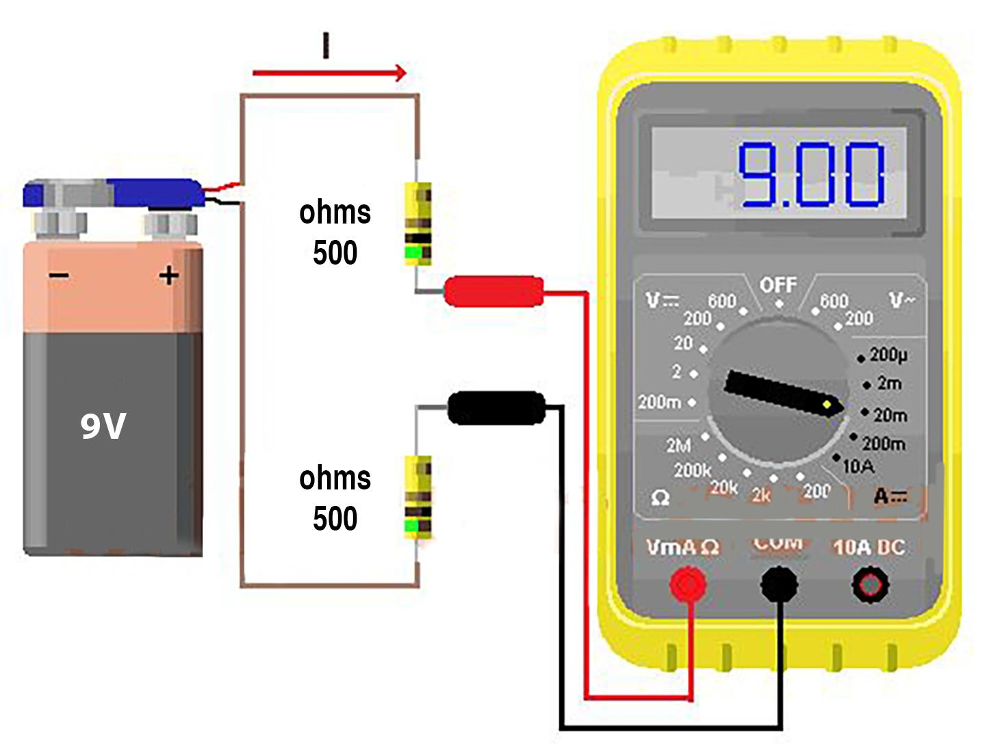 I
ohms
500
ohms
500
− +
9V
9.00
OFF
V⎓ 600
200
20
2
200m
600 V~
200
200µ
2m
20m
200m
10A
A⎓
2M
200k
20k
2k
200
Ω
VmA Ω COM 10A DC